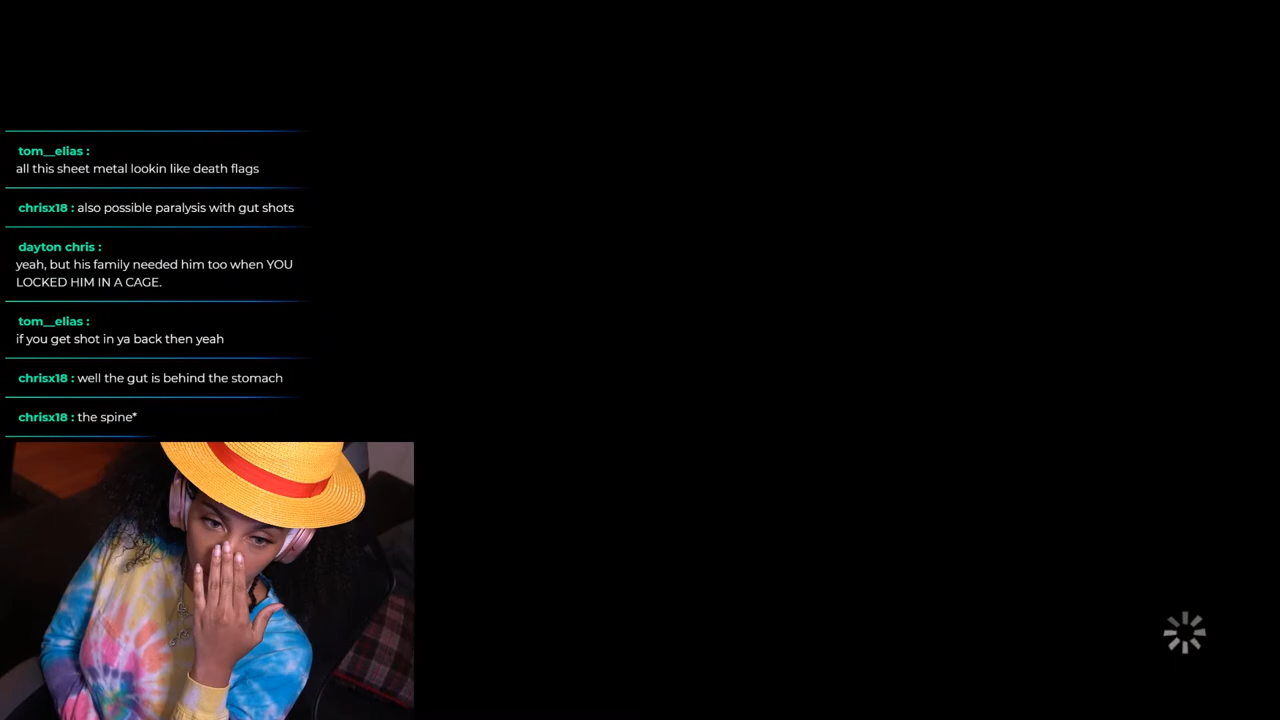 tom__elias :
all this sheet metal lookin like death flags
chrisx18 : also possible paralysis with gut shots
dayton chris :
yeah, but his family needed him too when YOU
LOCKED HIM IN A CAGE.
tom__elias :
if you get shot in ya back then yeah
chrisx18 : well the gut is behind the stomach
chrisx18 : the spine*